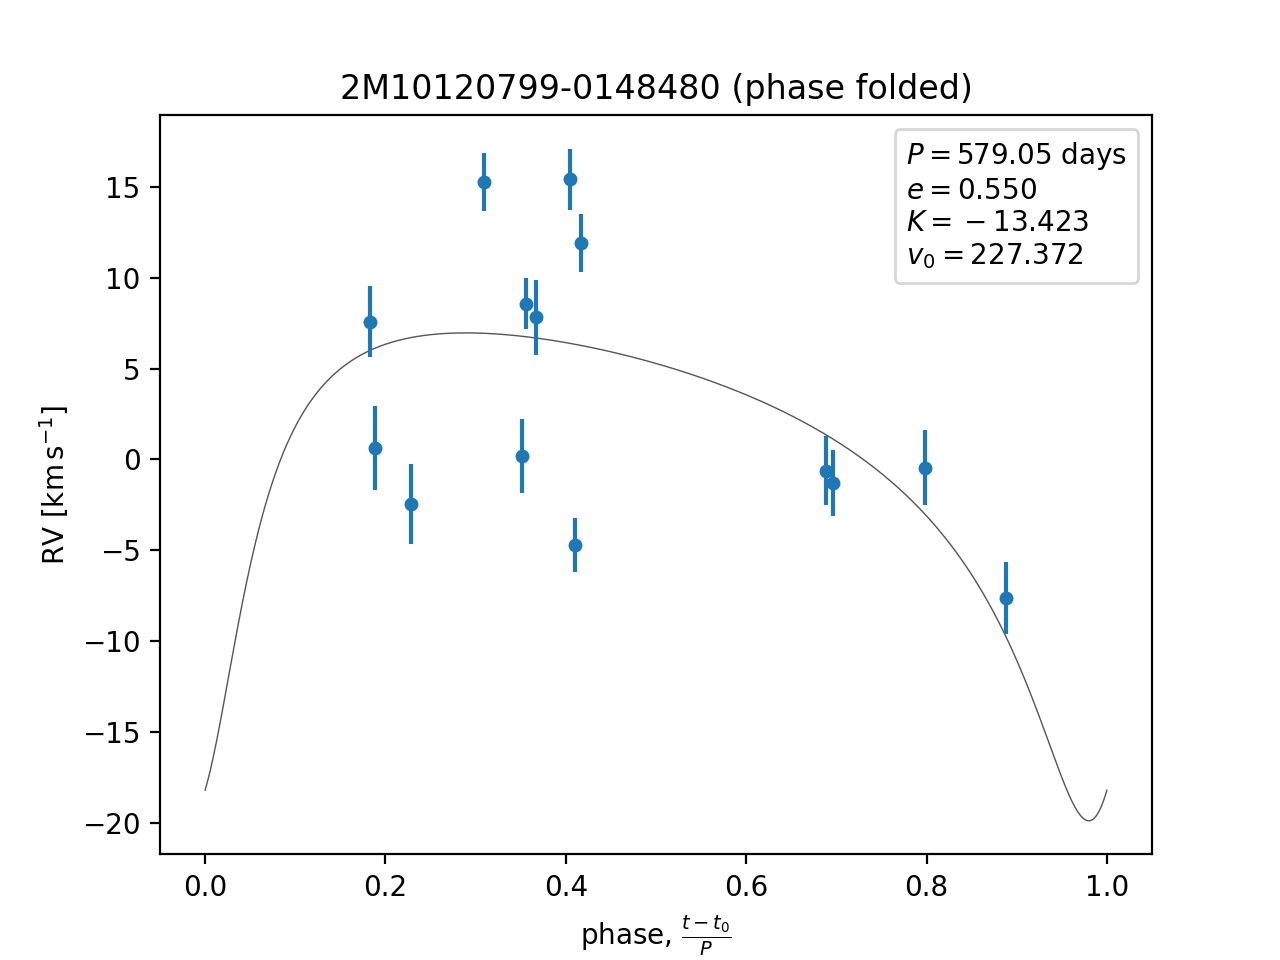 2M10120799-0148480 (phase folded)
P = 579.05 days
e = 0.550
K = −13.423
v₀ = 227.372
RV [km s⁻¹]
15
10
5
0
−5
−10
−15
−20
0.0 0.2 0.4 0.6 0.8 1.0
phase, (t − t₀)/P